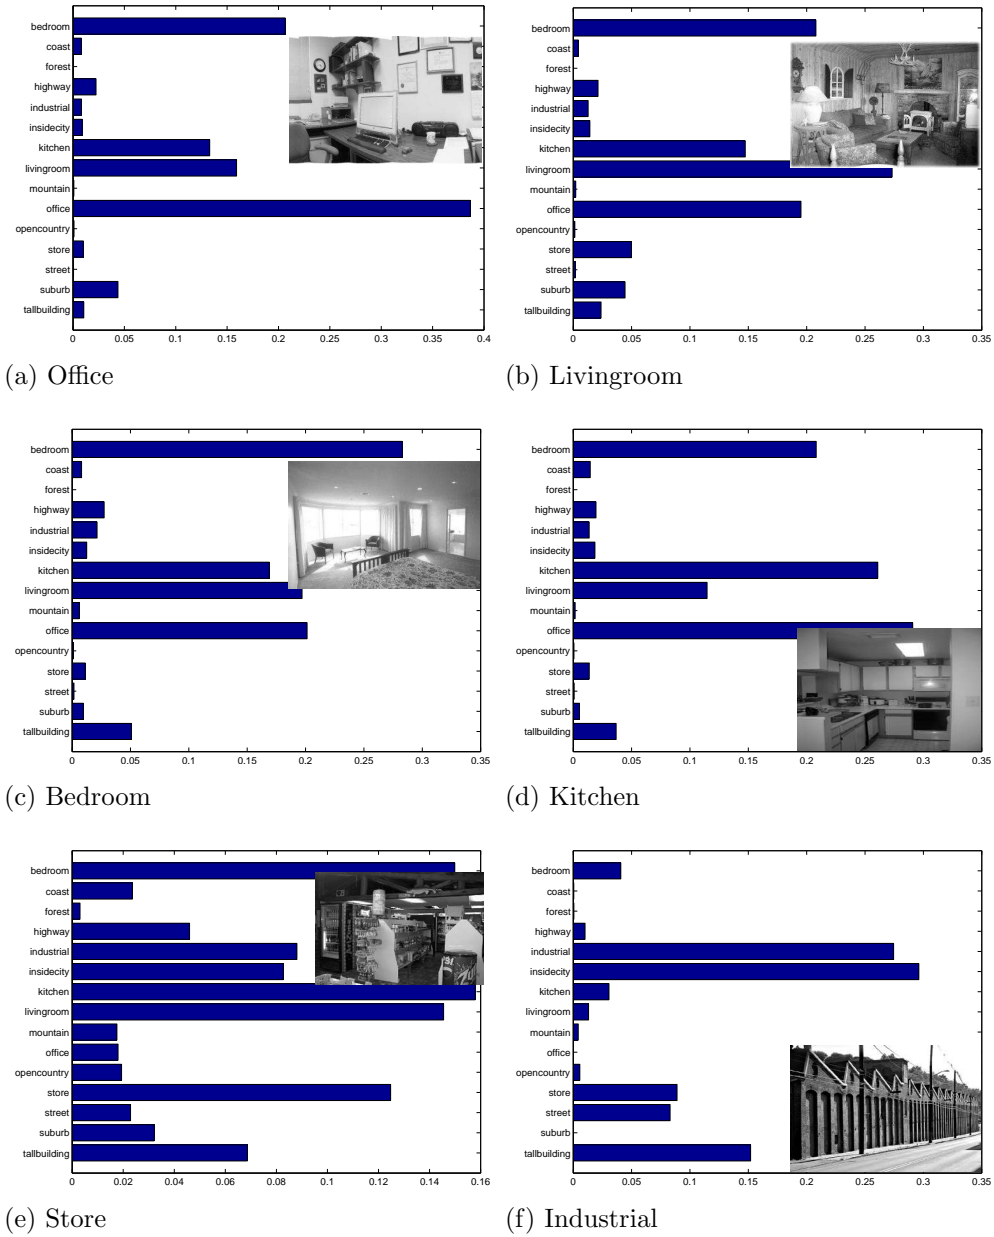 bedroom
coast
forest
highway
industrial
insidecity
kitchen
livingroom
mountain
office
opencountry
store
street
suburb
tallbuilding
0 0.05 0.1 0.15 0.2 0.25 0.3 0.35 0.4
(a) Office
bedroom
coast
forest
highway
industrial
insidecity
kitchen
livingroom
mountain
office
opencountry
store
street
suburb
tallbuilding
0 0.05 0.1 0.15 0.2 0.25 0.3 0.35
(b) Livingroom
bedroom
coast
forest
highway
industrial
insidecity
kitchen
livingroom
mountain
office
opencountry
store
street
suburb
tallbuilding
0 0.05 0.1 0.15 0.2 0.25 0.3 0.35
(c) Bedroom
bedroom
coast
forest
highway
industrial
insidecity
kitchen
livingroom
mountain
office
opencountry
store
street
suburb
tallbuilding
0 0.05 0.1 0.15 0.2 0.25 0.3 0.35
(d) Kitchen
bedroom
coast
forest
highway
industrial
insidecity
kitchen
livingroom
mountain
office
opencountry
store
street
suburb
tallbuilding
0 0.02 0.04 0.06 0.08 0.1 0.12 0.14 0.16
(e) Store
bedroom
coast
forest
highway
industrial
insidecity
kitchen
livingroom
mountain
office
opencountry
store
street
suburb
tallbuilding
0 0.05 0.1 0.15 0.2 0.25 0.3 0.35
(f) Industrial